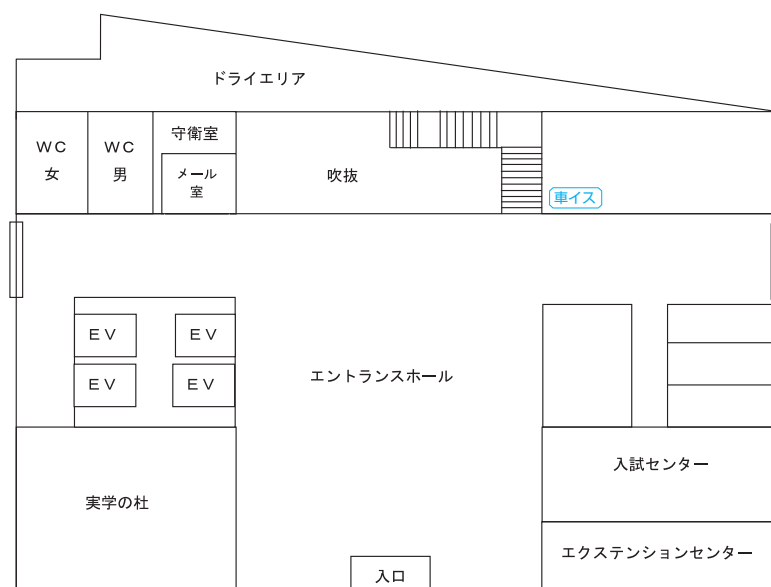 ドライエリア
WC
女
WC
男
守衛室
メール
室
吹抜
車イス
EV
EV
EV
EV
エントランスホール
入試センター
実学の杜
エクステンションセンター
入口